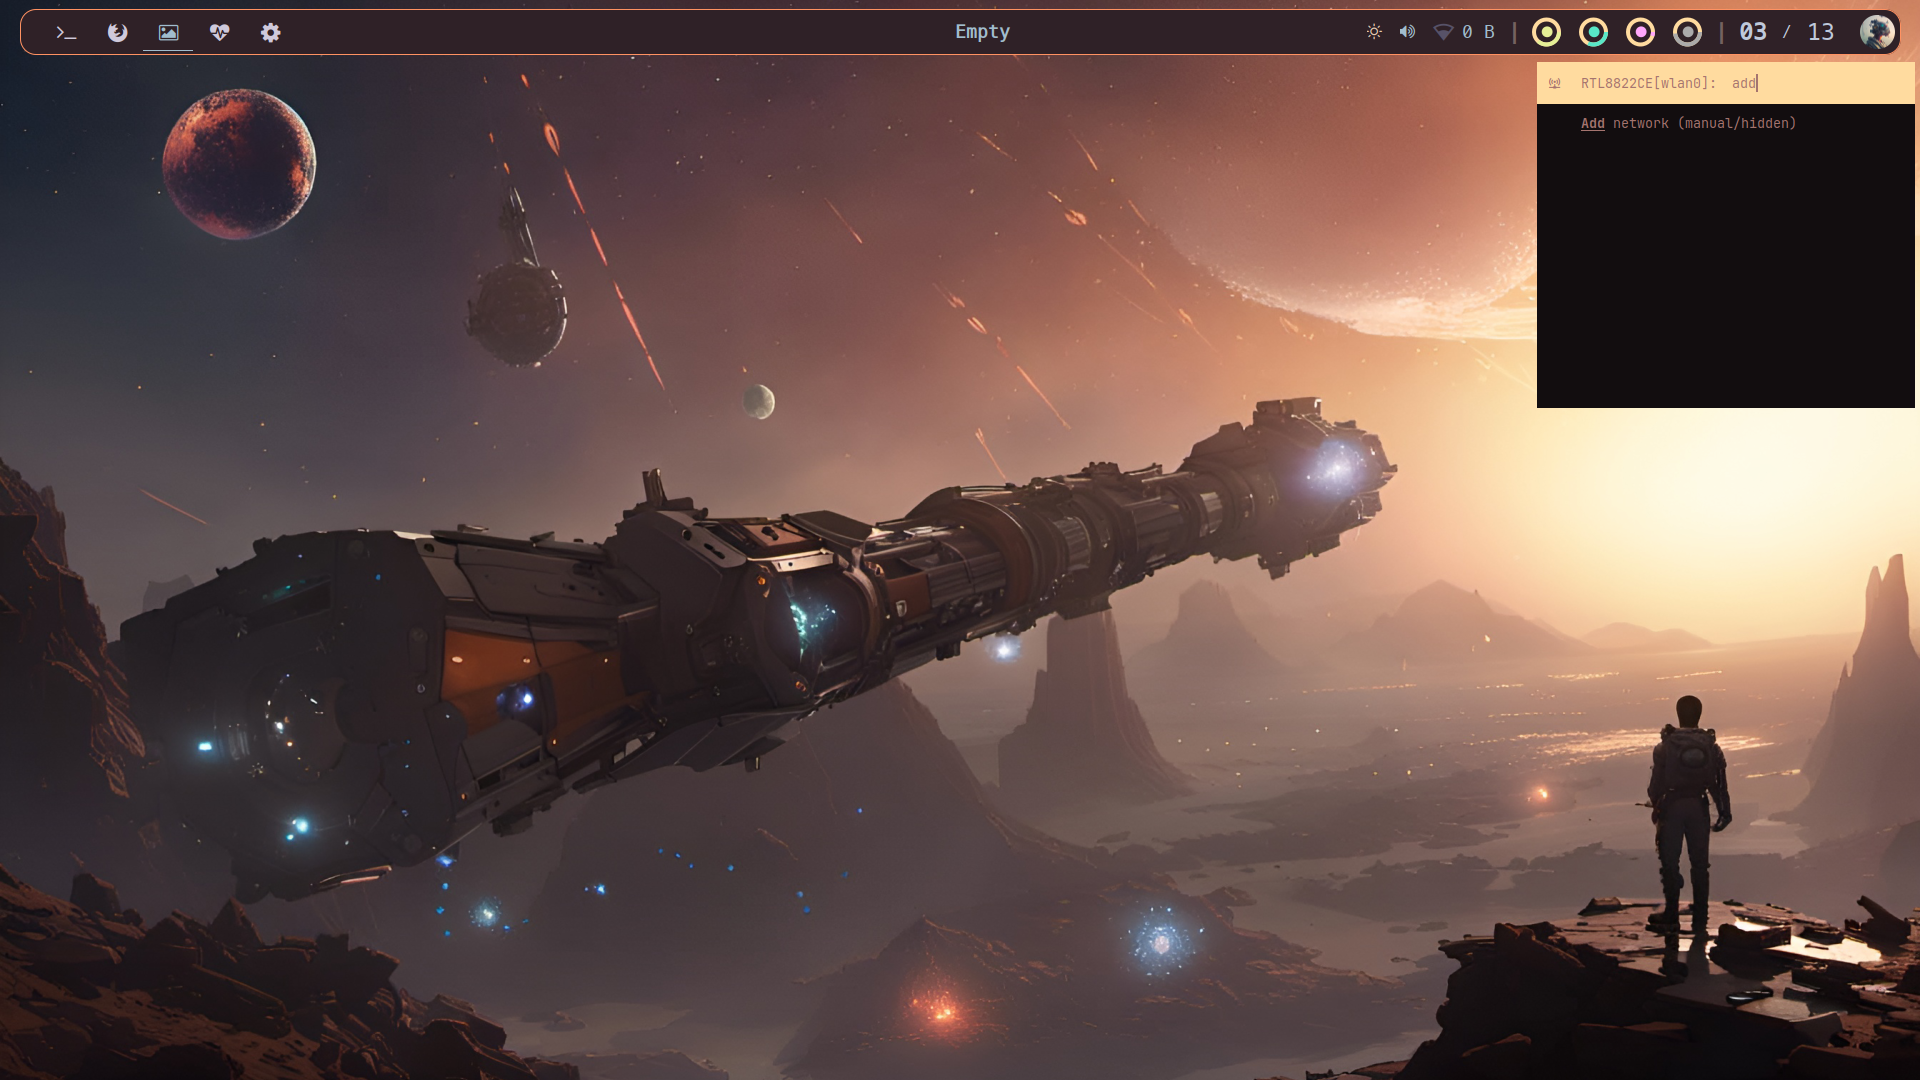 Empty
0 B | | 03 / 13
RTL8822CE[wlan0]: add
Add network (manual/hidden)